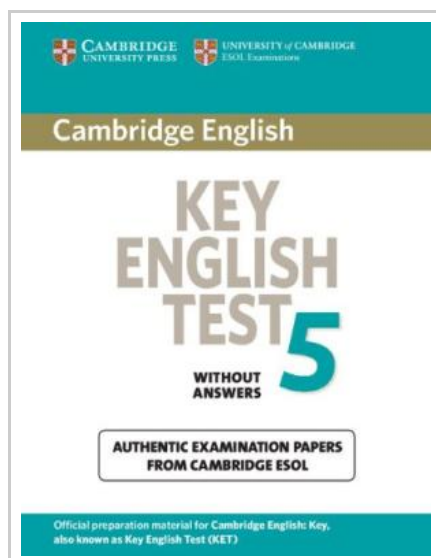 CAMBRIDGE
UNIVERSITY PRESS
UNIVERSITY of CAMBRIDGE
ESOL Examinations
Cambridge English
KEY
ENGLISH
TEST 5
WITHOUT
ANSWERS
AUTHENTIC EXAMINATION PAPERS
FROM CAMBRIDGE ESOL
Official preparation material for Cambridge English: Key,
also known as Key English Test (KET)